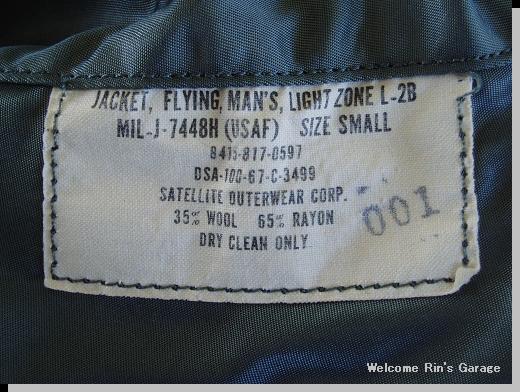 JACKET, FLYING, MAN'S, LIGHT ZONE L-2B
MIL-J-7448H (USAF) SIZE SMALL
8415-817-0597
DSA-100-67-C-3499
SATELLITE OUTERWEAR CORP.
35% WOOL 65% RAYON
DRY CLEAN ONLY
001
Welcome Rin's Garage